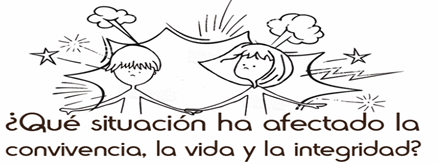 ¿Qué situación ha afectado la
convivencia, la vida y la integridad?